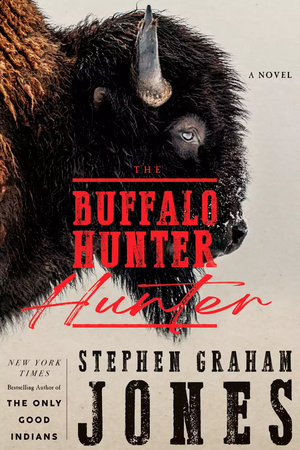 A NOVEL
THE
BUFFALO
HUNTER
Hunter
NEW YORK
TIMES
Bestselling Author of
THE ONLY
GOOD
INDIANS
STEPHEN GRAHAM
JONES